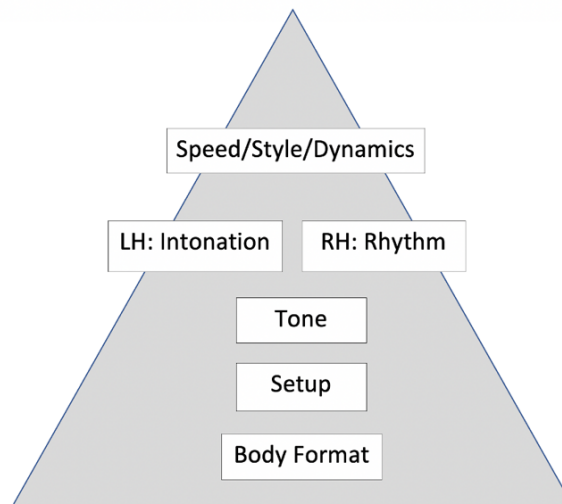 Speed/Style/Dynamics
LH: Intonation
RH: Rhythm
Tone
Setup
Body Format